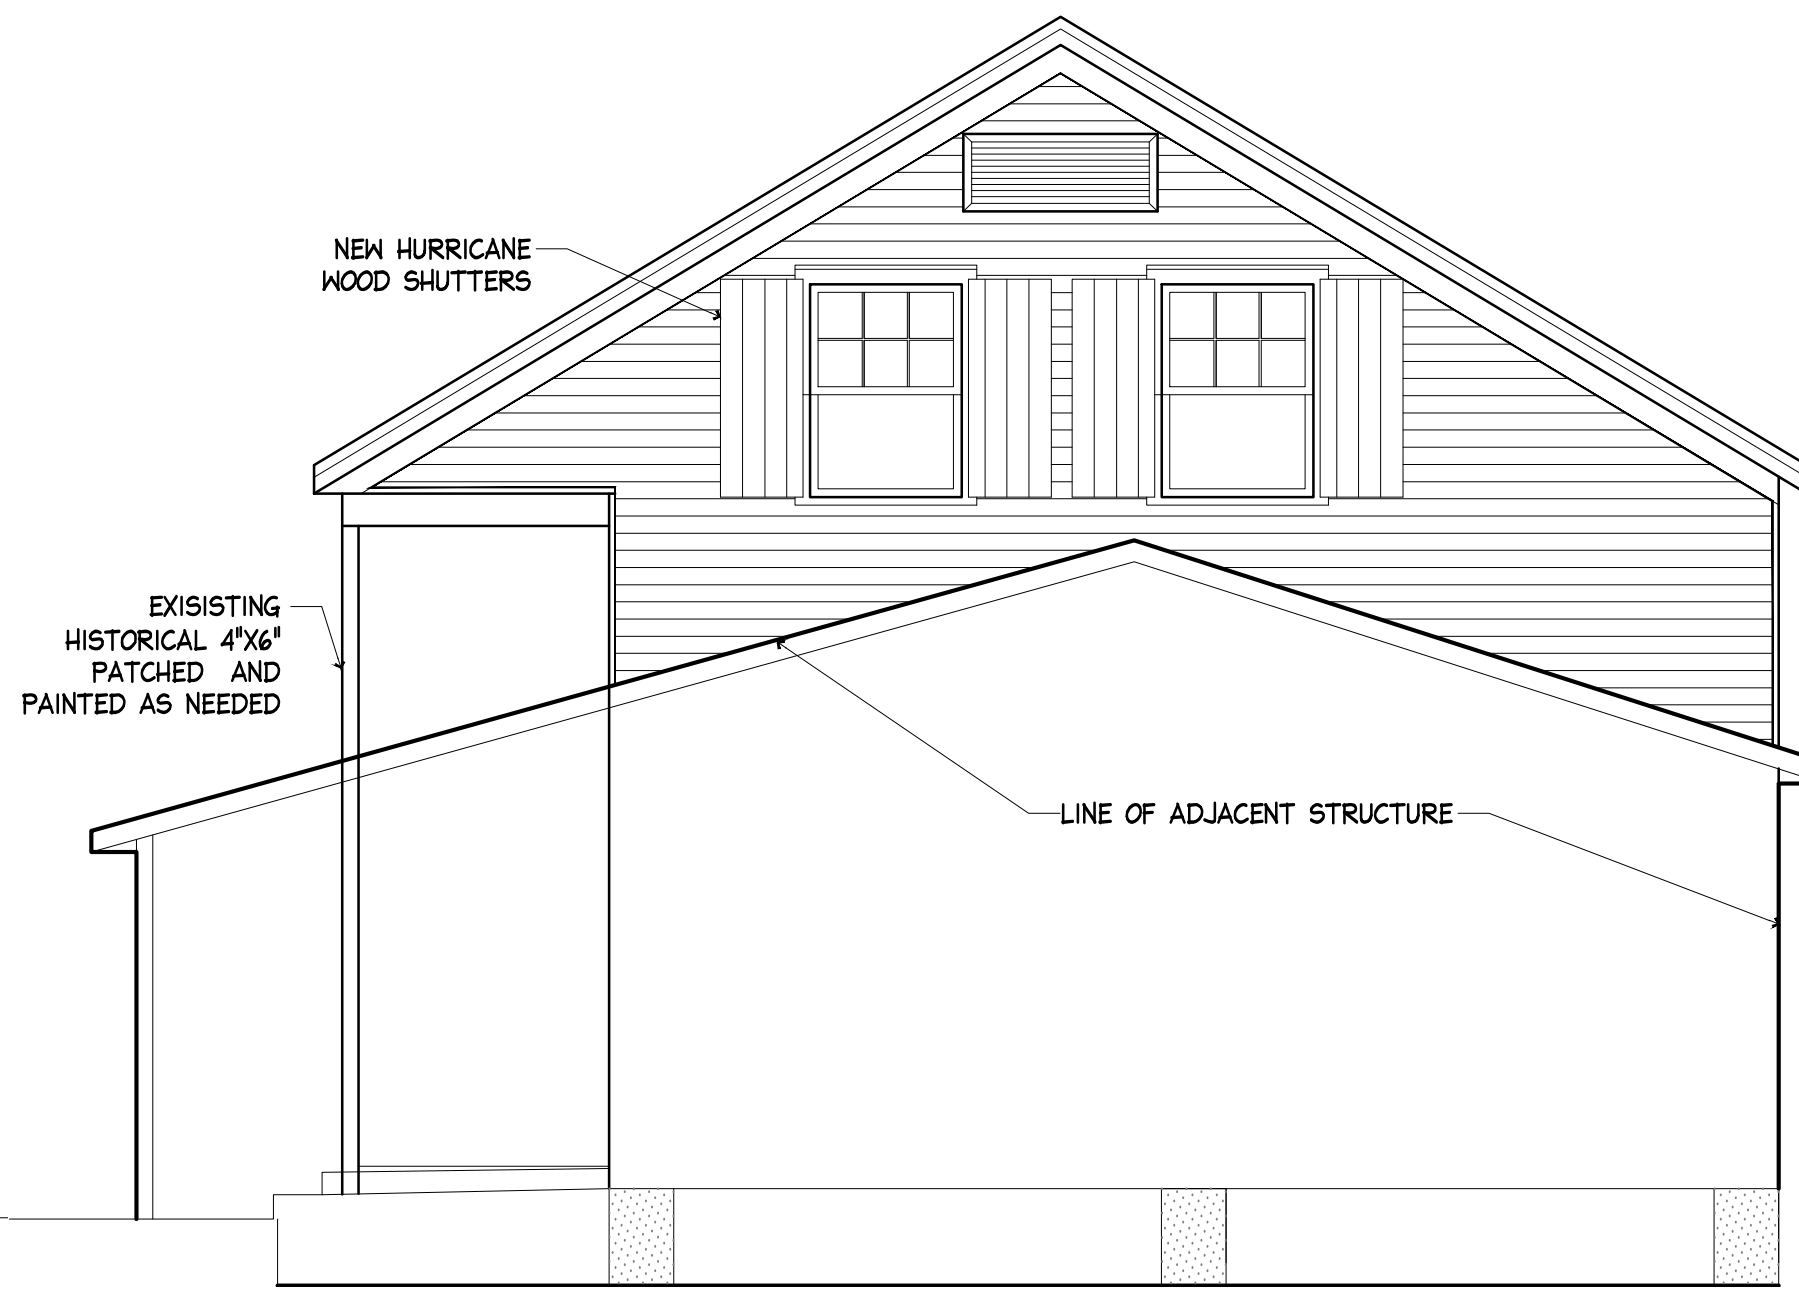 NEW HURRICANE
WOOD SHUTTERS
EXISISTING
HISTORICAL 4"X6"
PATCHED AND
PAINTED AS NEEDED
LINE OF ADJACENT STRUCTURE